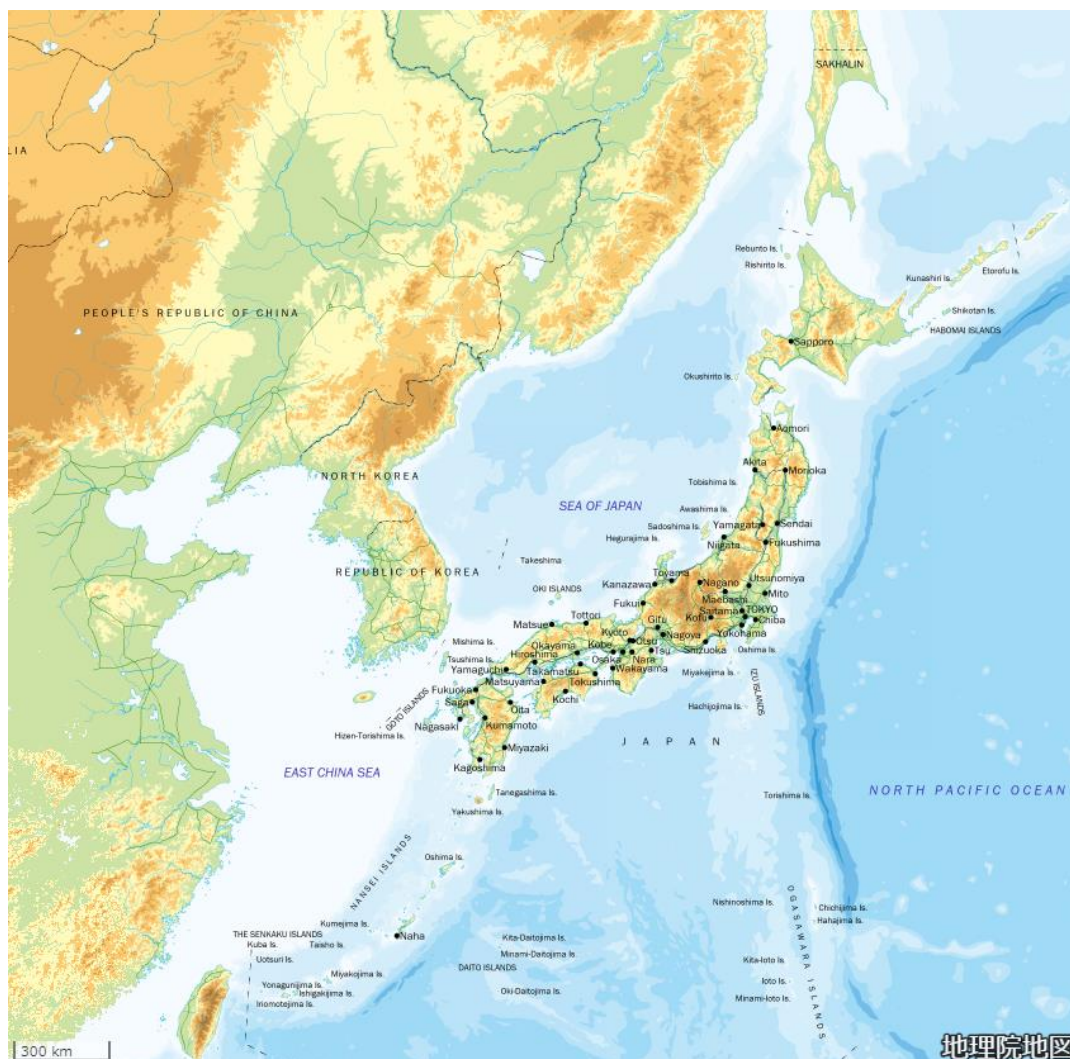 SAKHALIN
LIA
Rebunto Is.
Rishirito Is.
Kunashiri Is.
Etorofu Is.
Shikotan Is.
HABOMAI ISLANDS
PEOPLE'S REPUBLIC OF CHINA
Sapporo
Okushirito Is.
Aomori
Akita
Morioka
NORTH KOREA
Tobishima Is.
SEA OF JAPAN
Awashima Is.
Sadoshima Is.
Yamagata
Sendai
Hegurajima Is.
Niigata
Fukushima
Takeshima
REPUBLIC OF KOREA
Toyama
Kanazawa
Nagano
Utsunomiya
OKI ISLANDS
Maebashi
Mito
Fukui
Saitama
TOKYO
Tottori
Gifu
Kofu
Chiba
Matsue
Kyoto
Otsu
Nagoya
Yokohama
Mishima Is.
Okayama
Kobe
Tsu
Shizuoka
Oshima Is.
Tsushima Is.
Hiroshima
Osaka
Nara
Yamaguchi
Takamatsu
Wakayama
Miyakejima Is.
Matsuyama
Tokushima
IZU ISLANDS
Fukuoka
Saga
Oita
Kochi
Hachijojima Is.
GOTO ISLANDS
Nagasaki
Kumamoto
Hizen-Torishima Is.
Miyazaki
JAPAN
Kagoshima
EAST CHINA SEA
Tanegashima Is.
Torishima Is.
NORTH PACIFIC OCEAN
Yakushima Is.
NANSEI ISLANDS
Oshima Is.
OGASAWARA ISLANDS
Nishinoshima Is.
Chichijima Is.
Hahajima Is.
Kumejima Is.
THE SENKAKU ISLANDS
Naha
Kita-Daitojima Is.
Kuba Is.
Taisho Is.
Minami-Daitojima Is.
Uotsuri Is.
Kita-Ioto Is.
DAITO ISLANDS
Miyakojima Is.
Ioto Is.
Yonagunijima Is.
Ishigakijima Is.
Oki-Daitojima Is.
Minami-Ioto Is.
Iriomotejima Is.
300 km
地理院地図